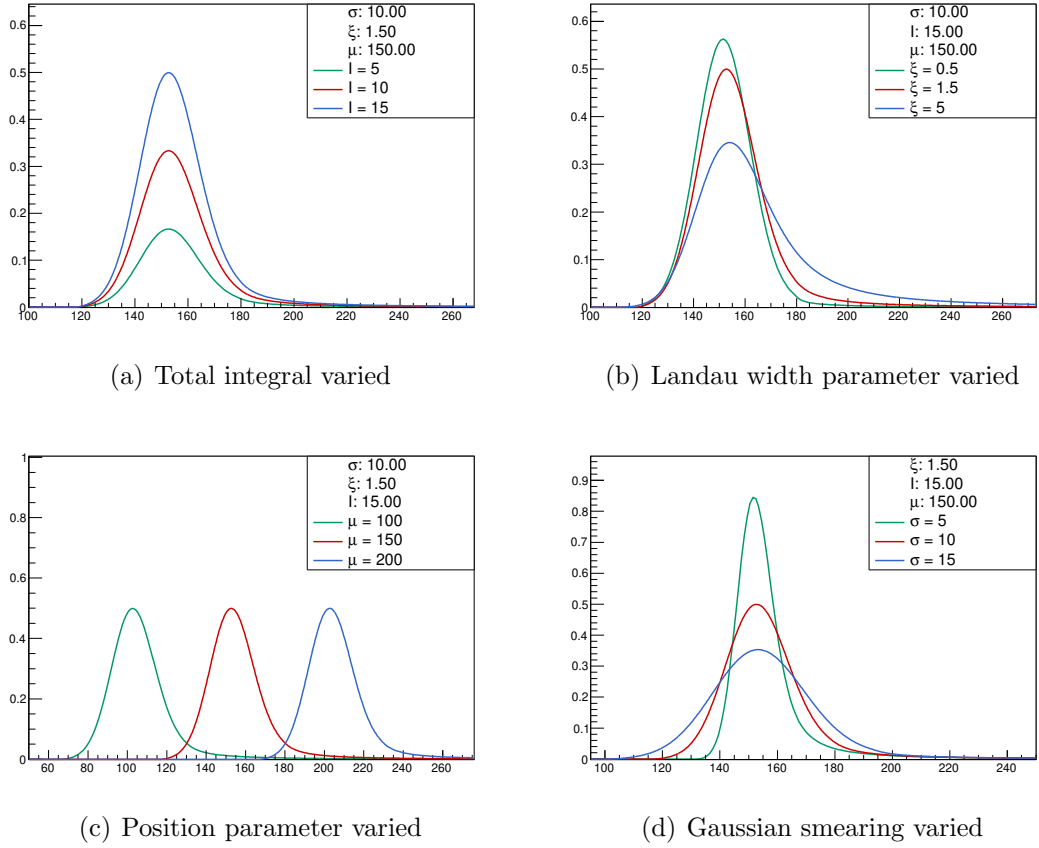 σ: 10.00
ξ: 1.50
μ: 150.00
I = 5
I = 10
I = 15
0.6
0.5
0.4
0.3
0.2
0.1
0
100 120 140 160 180 200 220 240 260
(a) Total integral varied
σ: 10.00
I: 15.00
μ: 150.00
ξ = 0.5
ξ = 1.5
ξ = 5
0.6
0.5
0.4
0.3
0.2
0.1
0
100 120 140 160 180 200 220 240 260
(b) Landau width parameter varied
σ: 10.00
ξ: 1.50
I: 15.00
μ = 100
μ = 150
μ = 200
1
0.8
0.6
0.4
0.2
0
60 80 100 120 140 160 180 200 220 240 260
(c) Position parameter varied
ξ: 1.50
I: 15.00
μ: 150.00
σ = 5
σ = 10
σ = 15
0.9
0.8
0.7
0.6
0.5
0.4
0.3
0.2
0.1
0
100 120 140 160 180 200 220 240
(d) Gaussian smearing varied